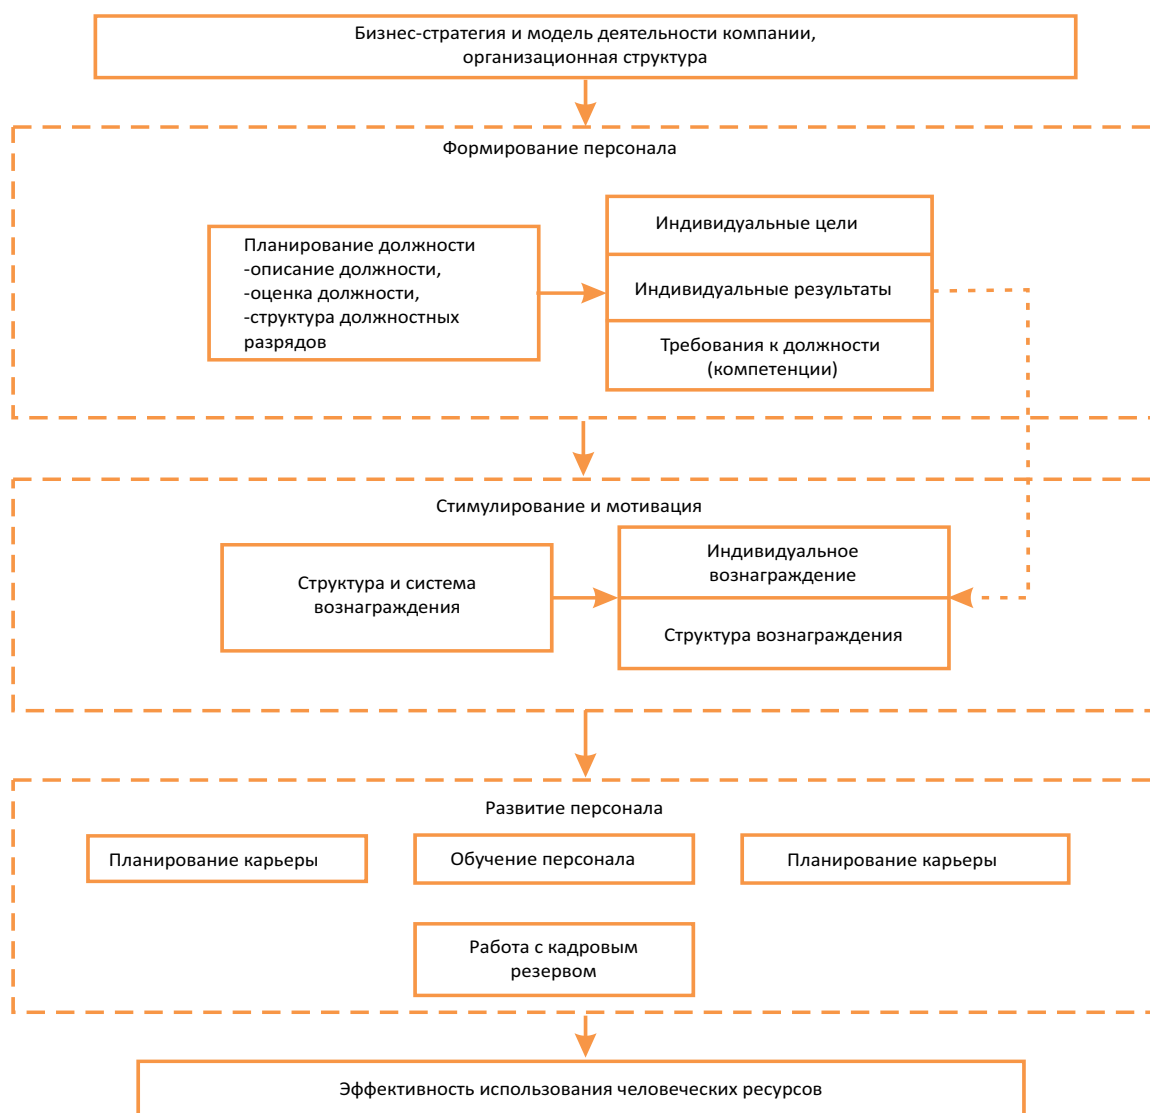 Бизнес-стратегия и модель деятельности компании,
организационная структура
Формирование персонала
Планирование должности
-описание должности,
-оценка должности,
-структура должностных
разрядов
Индивидуальные цели
Индивидуальные результаты
Требования к должности
(компетенции)
Стимулирование и мотивация
Структура и система
вознаграждения
Индивидуальное
вознаграждение
Структура вознаграждения
Развитие персонала
Планирование карьеры
Обучение персонала
Планирование карьеры
Работа с кадровым
резервом
Эффективность использования человеческих ресурсов